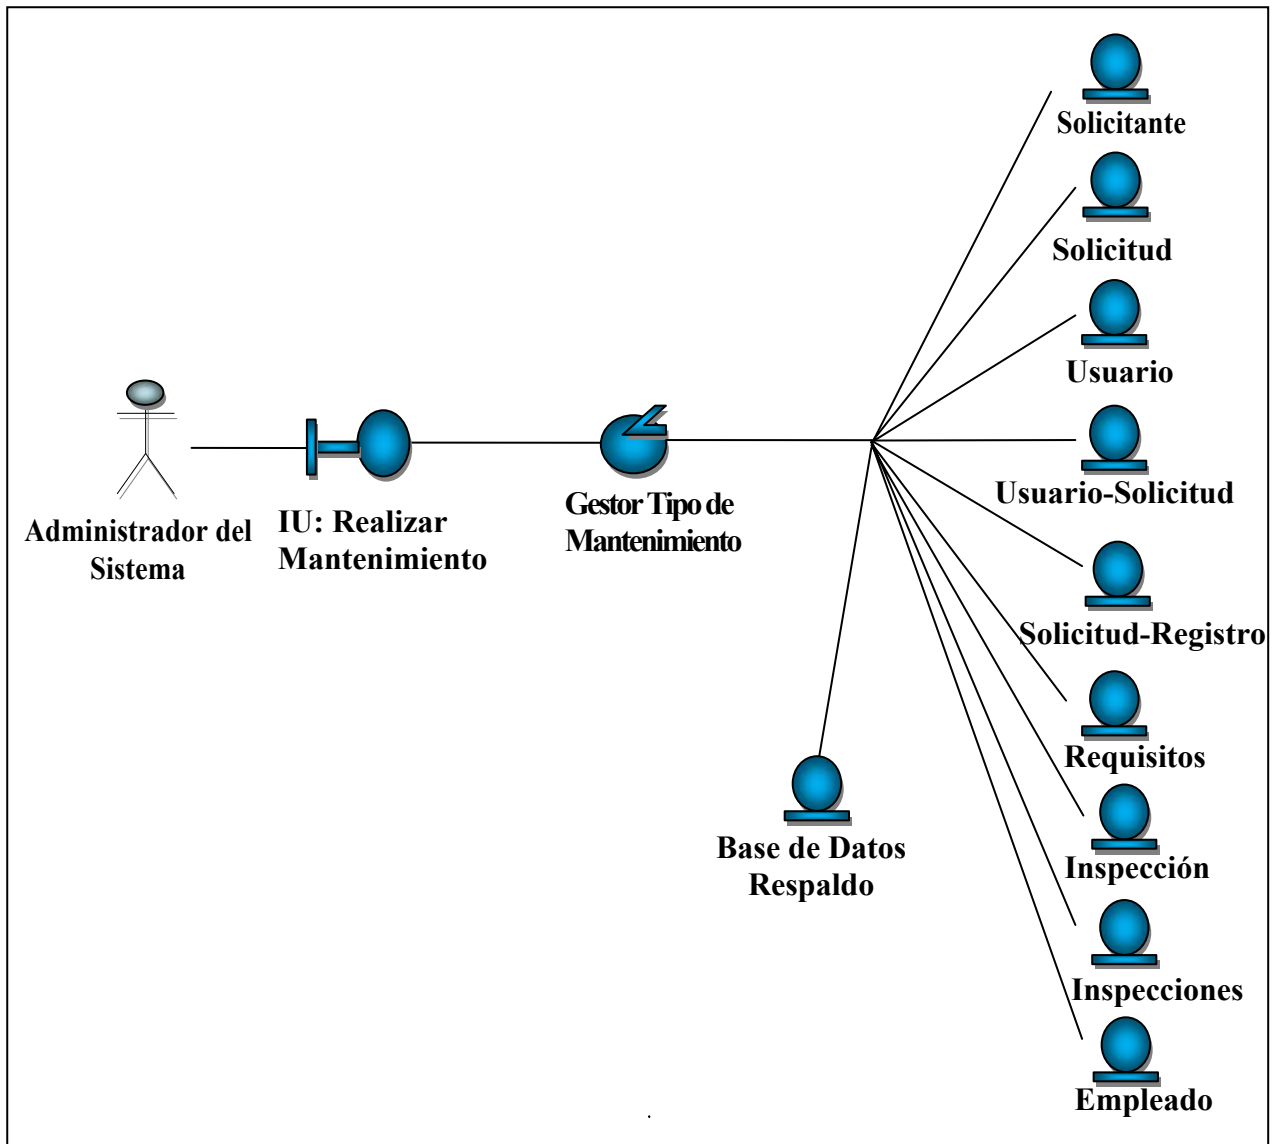 Solicitante
Solicitud
Usuario
Usuario-Solicitud
Administrador del
Sistema
IU: Realizar
Mantenimiento
Gestor Tipo de
Mantenimiento
Solicitud-Registro
Requisitos
Base de Datos
Respaldo
Inspección
Inspecciones
Empleado